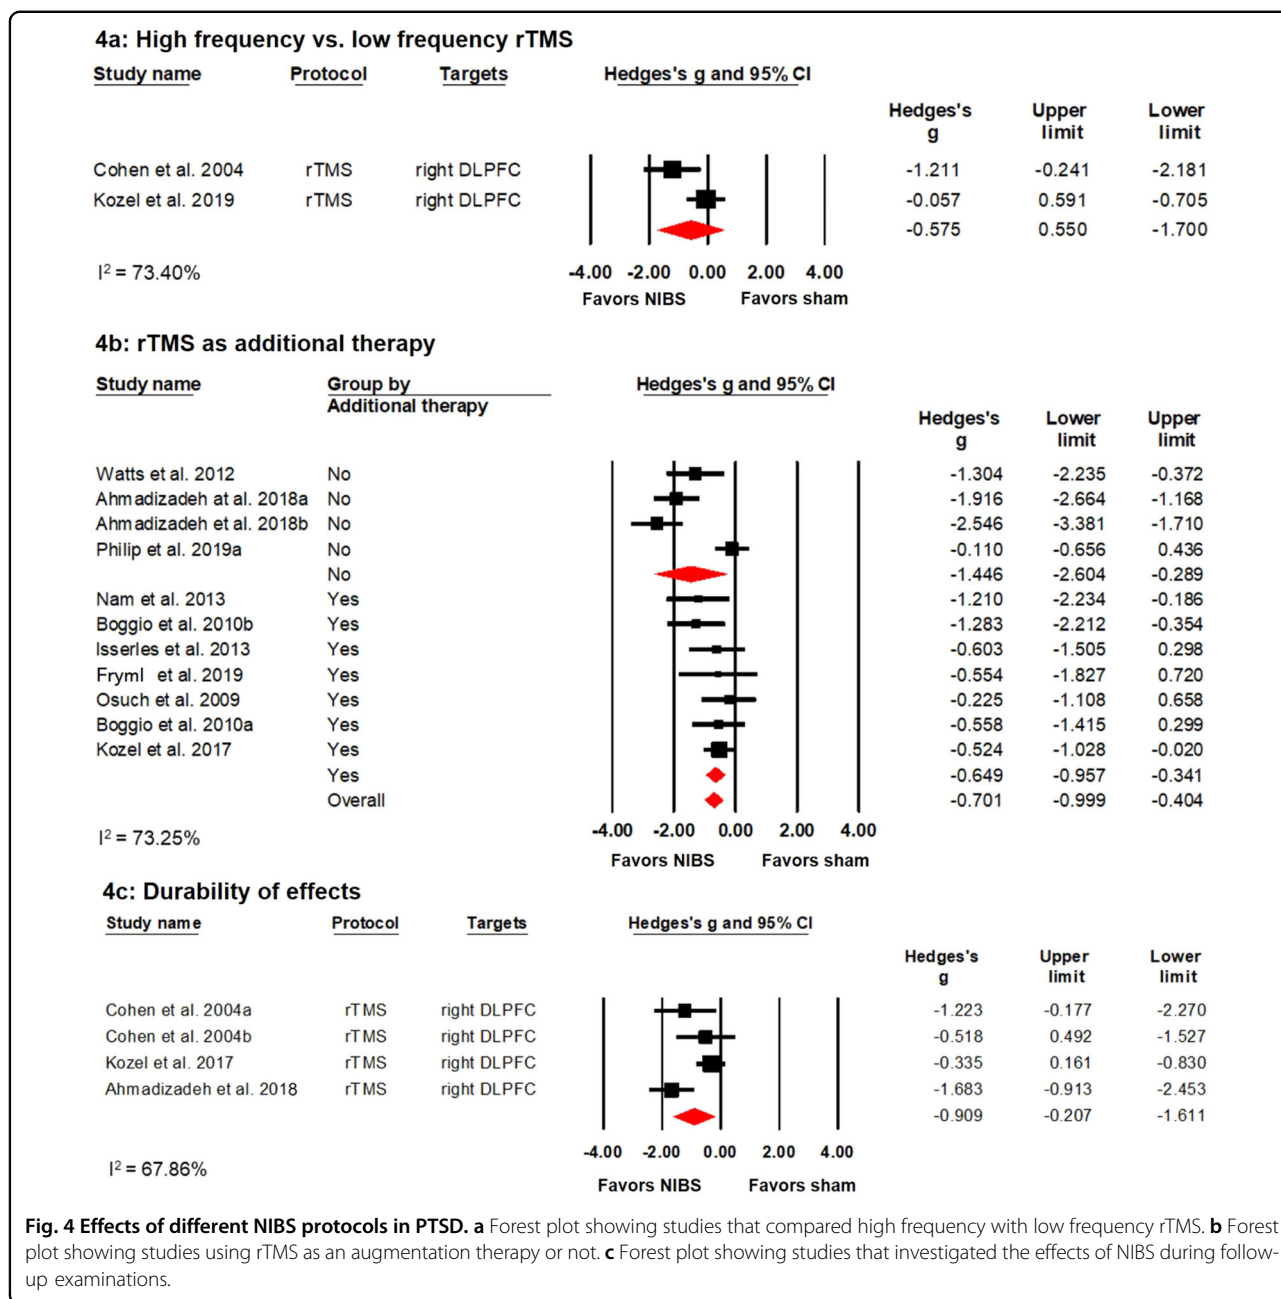 4a: High frequency vs. low frequency rTMS
Study name Protocol Targets Hedges's g and 95% CI
Hedges's g Upper limit Lower limit
Cohen et al. 2004 rTMS right DLPFC -1.211 -0.241 -2.181
Kozel et al. 2019 rTMS right DLPFC -0.057 0.591 -0.705
-0.575 0.550 -1.700
I² = 73.40%
-4.00 -2.00 0.00 2.00 4.00
Favors NIBS Favors sham
4b: rTMS as additional therapy
Study name Group by Additional therapy Hedges's g and 95% CI
Hedges's g Lower limit Upper limit
Watts et al. 2012 No -1.304 -2.235 -0.372
Ahmadizadeh at al. 2018a No -1.916 -2.664 -1.168
Ahmadizadeh et al. 2018b No -2.546 -3.381 -1.710
Philip et al. 2019a No -0.110 -0.656 0.436
No -1.446 -2.604 -0.289
Nam et al. 2013 Yes -1.210 -2.234 -0.186
Boggio et al. 2010b Yes -1.283 -2.212 -0.354
Isserles et al. 2013 Yes -0.603 -1.505 0.298
Fryml et al. 2019 Yes -0.554 -1.827 0.720
Osuch et al. 2009 Yes -0.225 -1.108 0.658
Boggio et al. 2010a Yes -0.558 -1.415 0.299
Kozel et al. 2017 Yes -0.524 -1.028 -0.020
Yes -0.649 -0.957 -0.341
Overall -0.701 -0.999 -0.404
I² = 73.25%
-4.00 -2.00 0.00 2.00 4.00
Favors NIBS Favors sham
4c: Durability of effects
Study name Protocol Targets Hedges's g and 95% CI
Hedges's g Upper limit Lower limit
Cohen et al. 2004a rTMS right DLPFC -1.223 -0.177 -2.270
Cohen et al. 2004b rTMS right DLPFC -0.518 0.492 -1.527
Kozel et al. 2017 rTMS right DLPFC -0.335 0.161 -0.830
Ahmadizadeh et al. 2018 rTMS right DLPFC -1.683 -0.913 -2.453
-0.909 -0.207 -1.611
I² = 67.86%
-4.00 -2.00 0.00 2.00 4.00
Favors NIBS Favors sham
Fig. 4 Effects of different NIBS protocols in PTSD. a Forest plot showing studies that compared high frequency with low frequency rTMS. b Forest
plot showing studies using rTMS as an augmentation therapy or not. c Forest plot showing studies that investigated the effects of NIBS during follow-
up examinations.